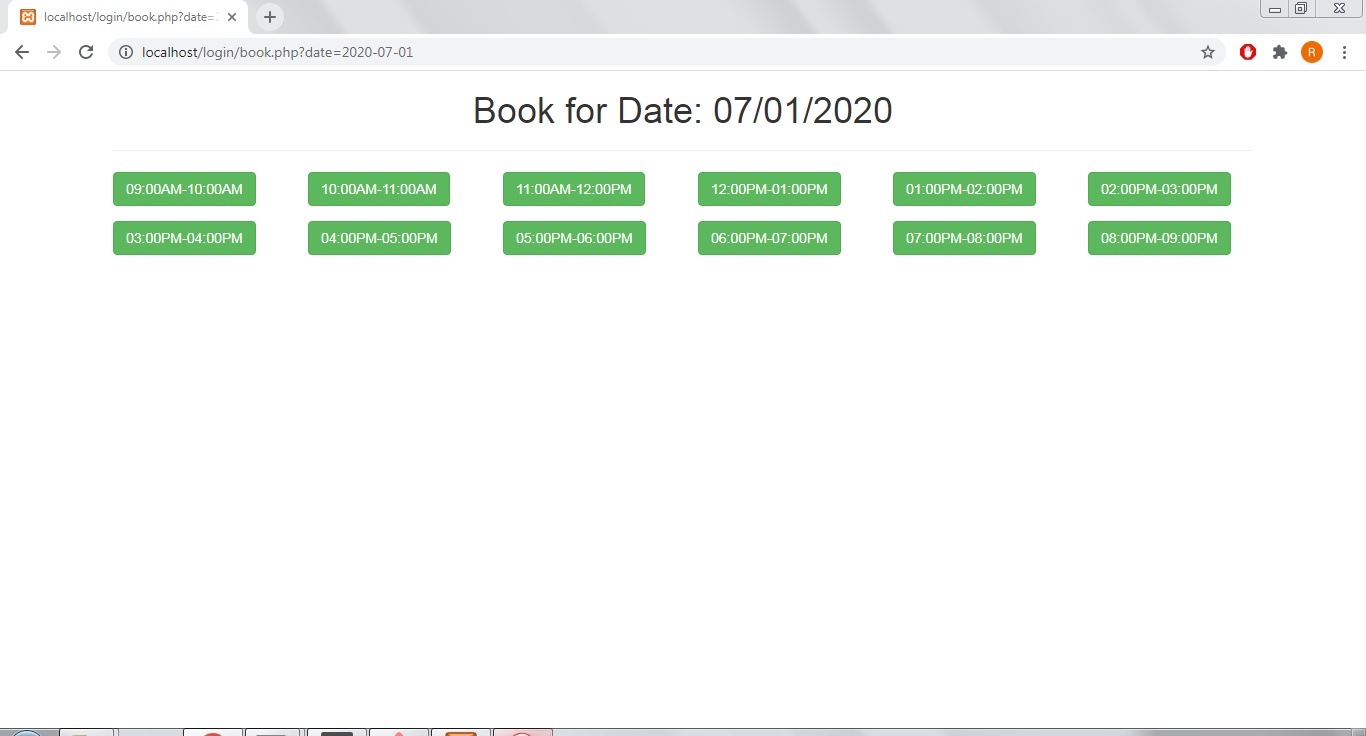 localhost/login/book.php?date=
localhost/login/book.php?date=2020-07-01
R
Book for Date: 07/01/2020
09:00AM-10:00AM 10:00AM-11:00AM 11:00AM-12:00PM 12:00PM-01:00PM 01:00PM-02:00PM 02:00PM-03:00PM
03:00PM-04:00PM 04:00PM-05:00PM 05:00PM-06:00PM 06:00PM-07:00PM 07:00PM-08:00PM 08:00PM-09:00PM